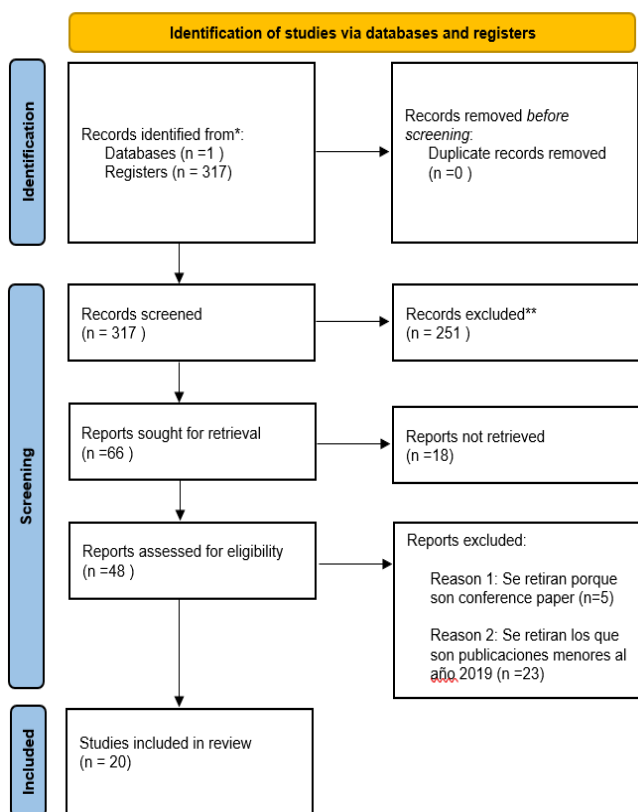 Identification of studies via databases and registers
Identification
Records identified from*:
Databases (n =1 )
Registers (n = 317)
Records removed before
screening:
Duplicate records removed
(n =0 )
Screening
Records screened
(n = 317 )
Records excluded**
(n = 251 )
Reports sought for retrieval
(n =66 )
Reports not retrieved
(n =18)
Reports assessed for eligibility
(n =48 )
Reports excluded:
Reason 1: Se retiran porque
son conference paper (n=5)
Reason 2: Se retiran los que
son publicaciones menores al
año 2019 (n =23)
Included
Studies included in review
(n = 20)